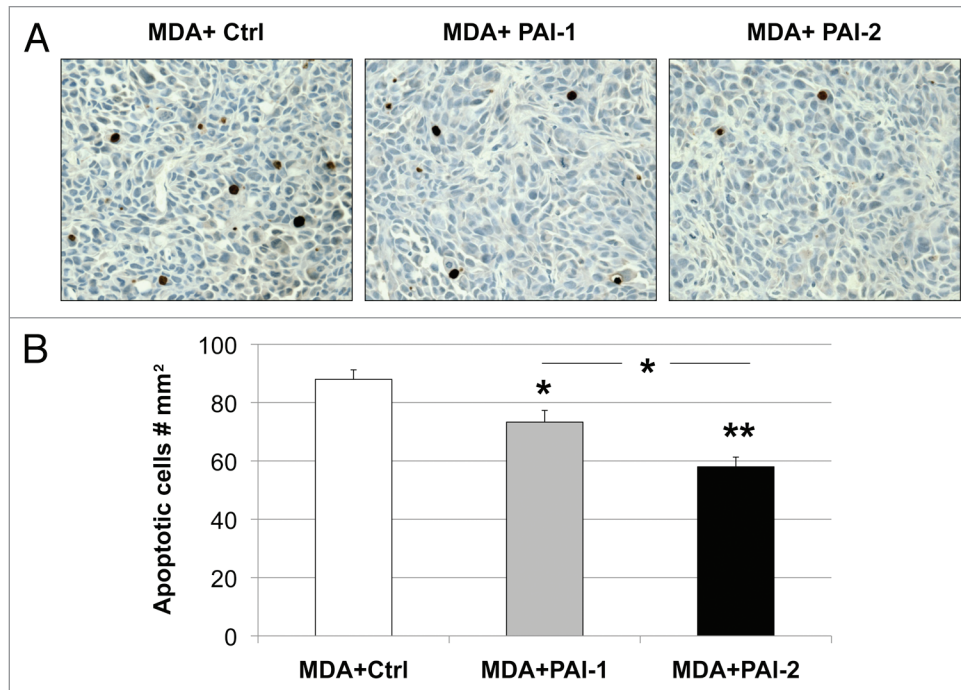 A
MDA+ Ctrl
MDA+ PAI-1
MDA+ PAI-2
B
100
80
60
40
20
0
Apoptotic cells # mm²
*
*
**
MDA+Ctrl
MDA+PAI-1
MDA+PAI-2